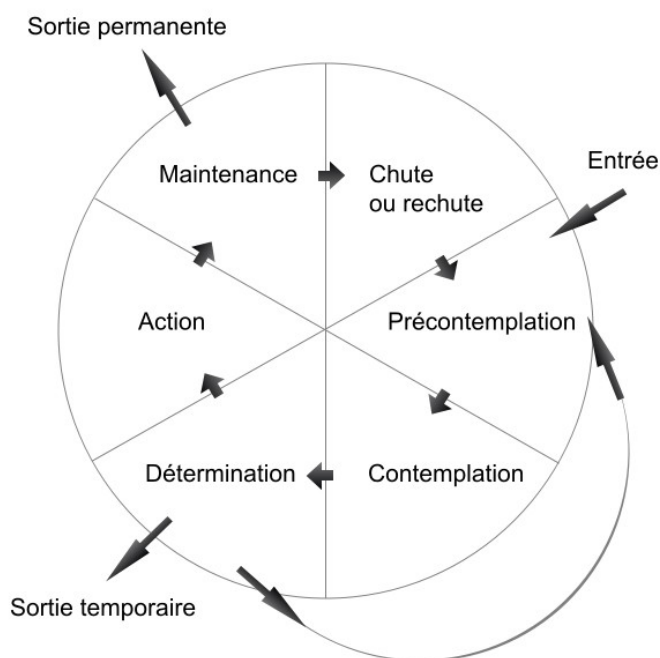 Sortie permanente
Entrée
Maintenance
Chute
ou rechute
Action
Précontemplation
Détermination
Contemplation
Sortie temporaire